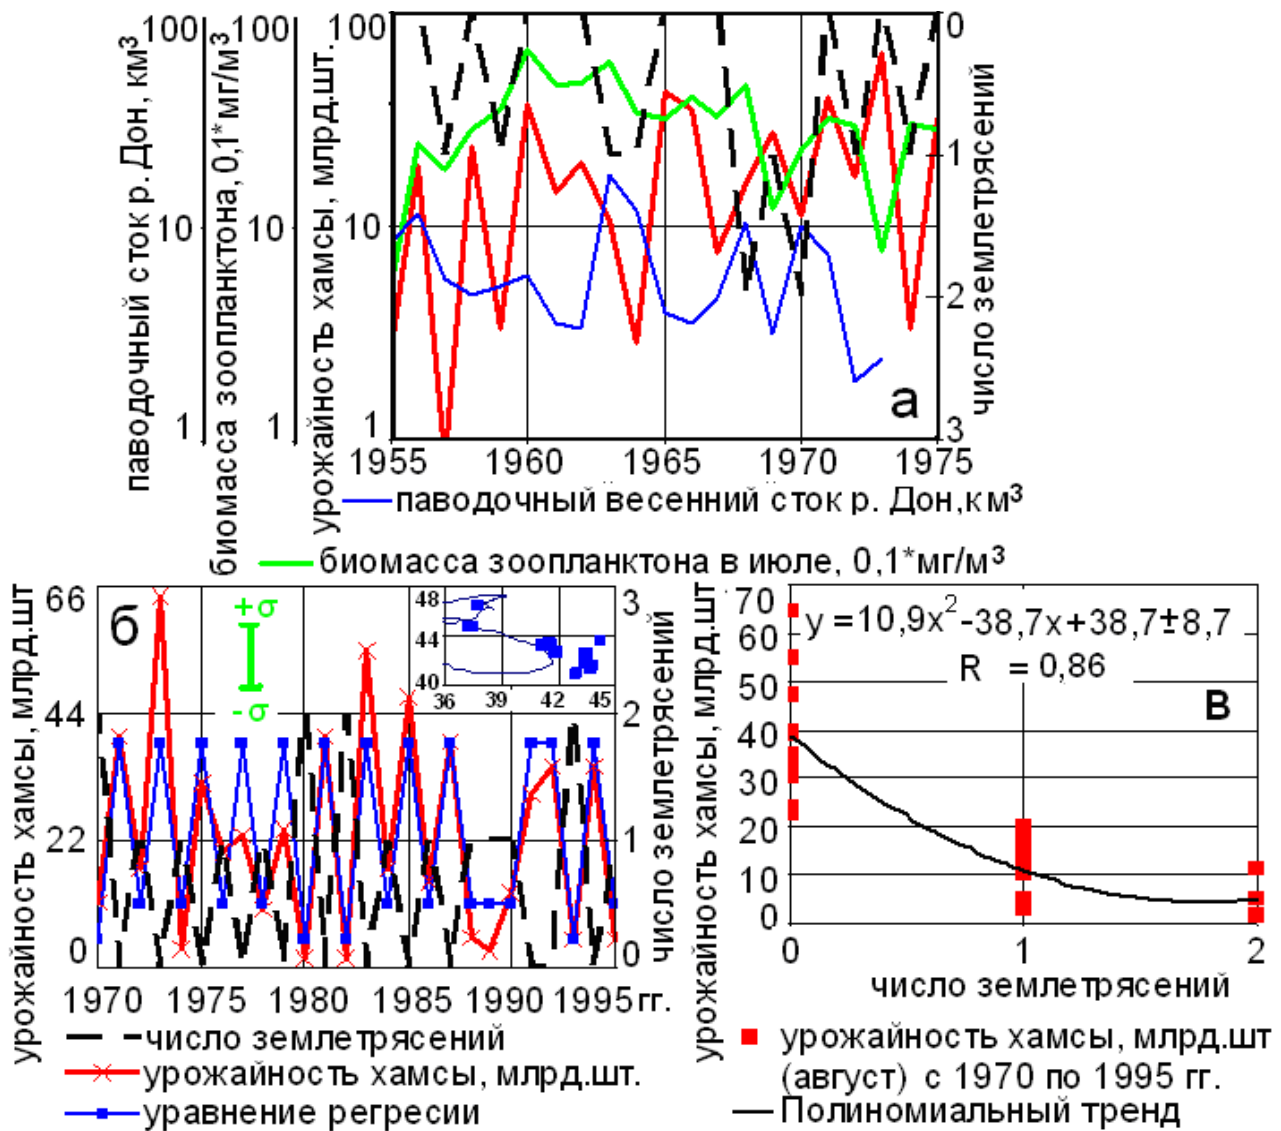 паводочный сток р. Дон, км³
100
10
1
биомасса зоопланктона, 0,1*мг/м³
100
10
1
урожайность хамсы, млрд.шт.
100
10
1
0
1
2
3
число землетрясений
а
1955 1960 1965 1970 1975
паводочный весенний сток р. Дон,км³
биомасса зоопланктона в июле, 0,1*мг/м³
урожайность хамсы, млрд.шт
66
44
22
0
б
+σ
-σ
48
44
40
36 39 42 45
3
2
1
0
число землетрясений
1970 1975 1980 1985 1990 1995гг.
число землетрясений
урожайность хамсы, млрд.шт.
уравнение регресии
урожайность хамсы, млрд.шт
70
60
50
40
30
20
10
0
y =10,9x²-38,7x+38,7±8,7
R = 0,86
в
0 1 2
число землетрясений
урожайность хамсы, млрд.шт
(август) с 1970 по 1995 гг.
Полиномиальный тренд